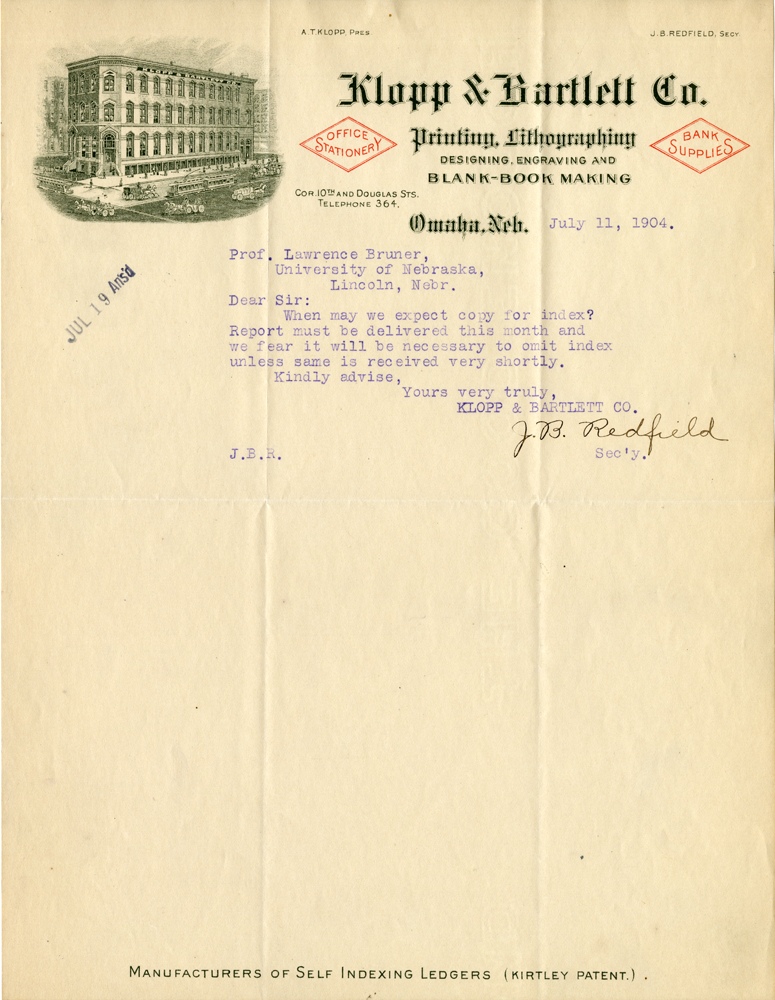 A.T. KLOPP, PRES.
J.B. REDFIELD, SECY.
Klopp & Bartlett Co.
OFFICE STATIONERY
Printing, Lithographing
BANK SUPPLIES
DESIGNING, ENGRAVING AND
BLANK-BOOK MAKING
COR. 10TH AND DOUGLAS STS.
TELEPHONE 364.
Omaha, Neb. July 11, 1904.
Prof. Lawrence Bruner,
University of Nebraska,
Lincoln, Nebr.
JUL 19 Ans'd
Dear Sir:
When may we expect copy for index?
Report must be delivered this month and
we fear it will be necessary to omit index
unless same is received very shortly.
Kindly advise,
Yours very truly,
KLOPP & BARTLETT CO.
J.B. Redfield
J.B.R. Sec'y.
MANUFACTURERS OF SELF INDEXING LEDGERS (KIRTLEY PATENT.) .